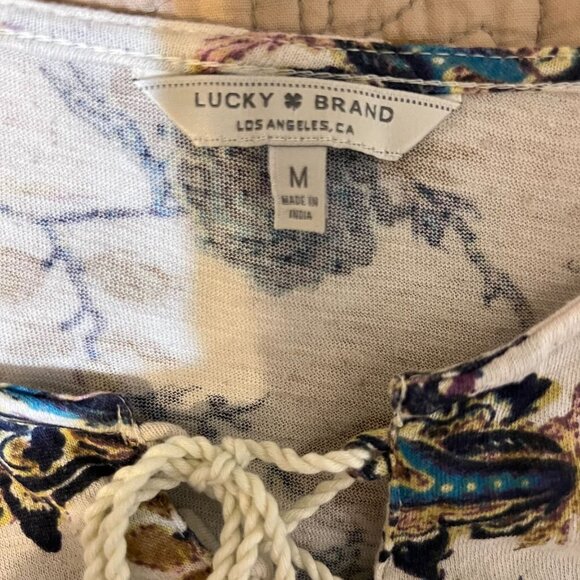 LUCKY BRAND
LOS ANGELES, CA
M
MADE IN
INDIA